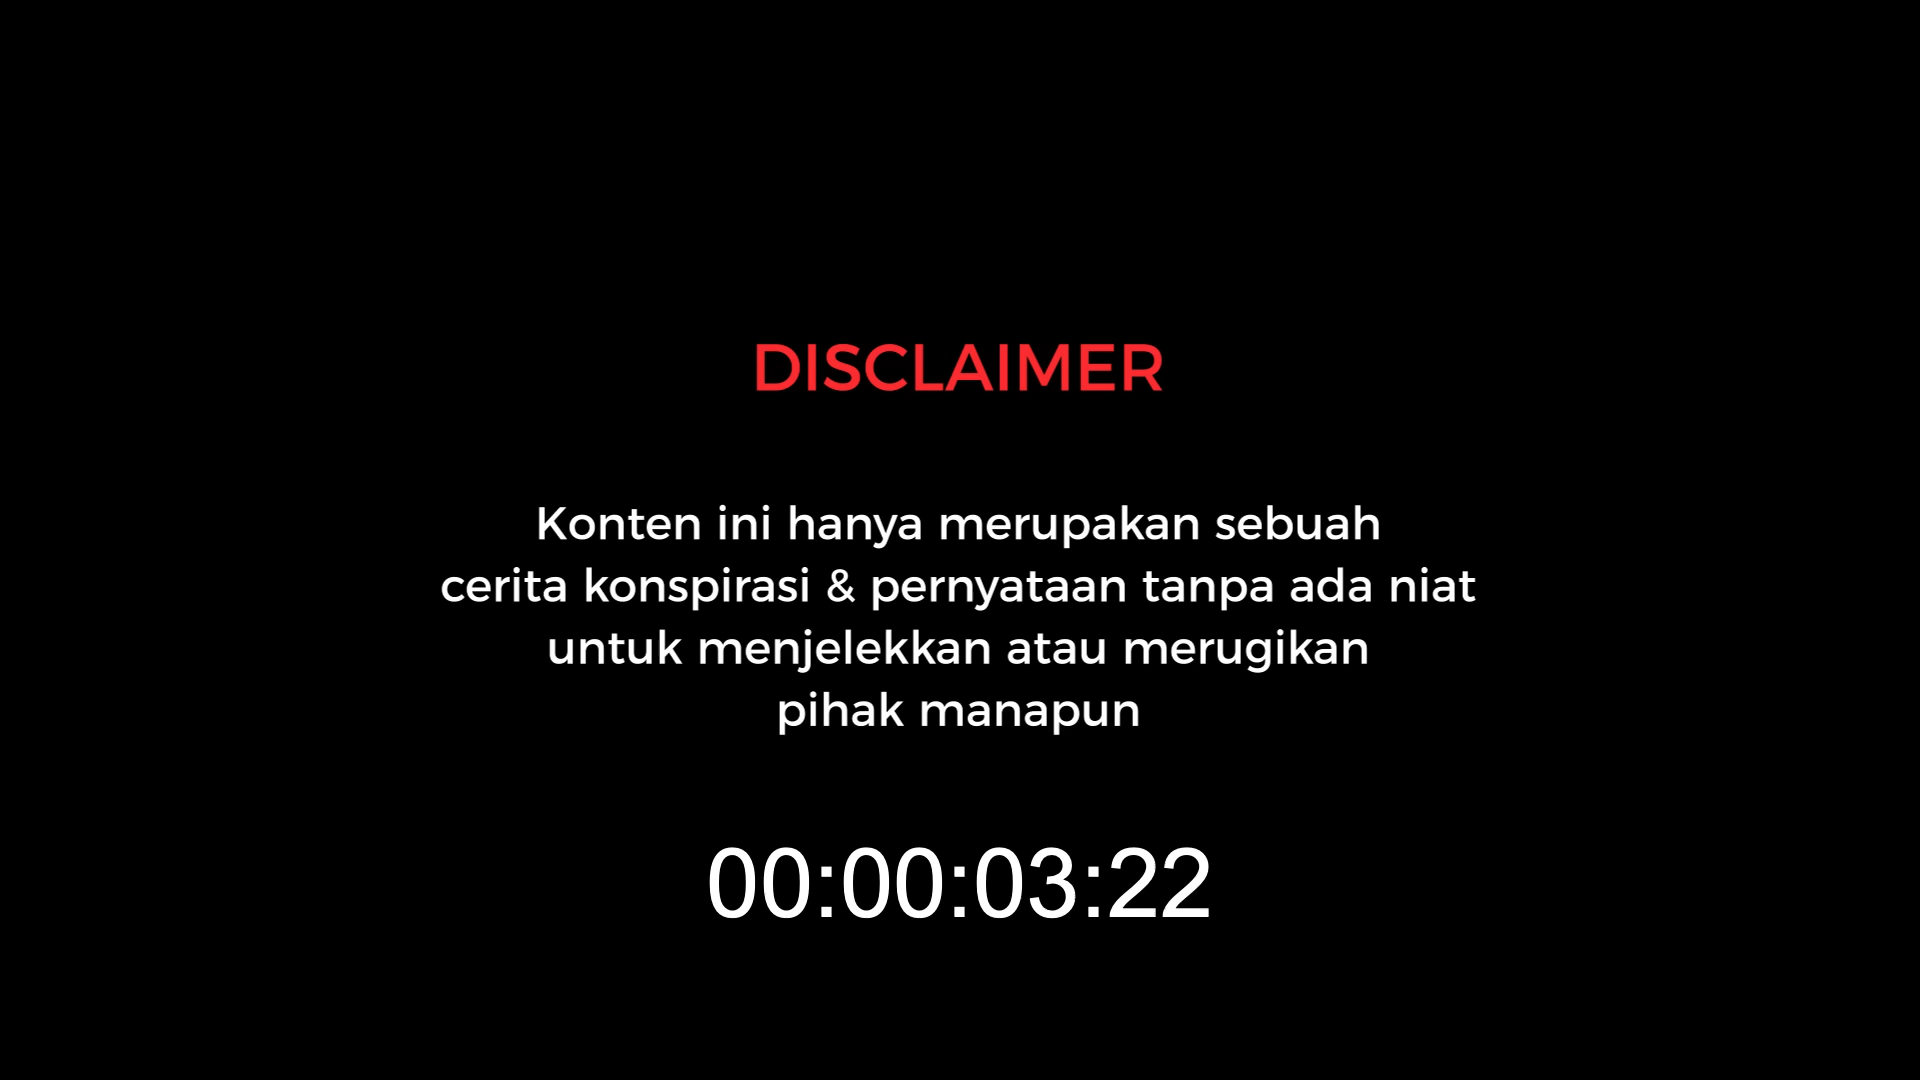 DISCLAIMER
Konten ini hanya merupakan sebuah
cerita konspirasi & pernyataan tanpa ada niat
untuk menjelekkan atau merugikan
pihak manapun
00:00:03:22